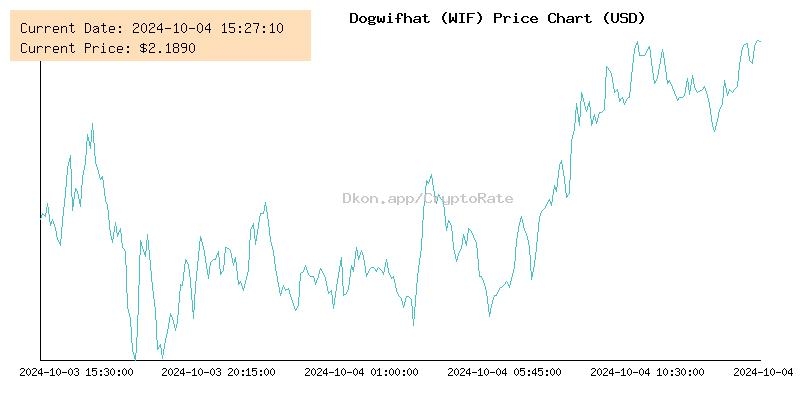 Dogwifhat (WIF) Price Chart (USD)
Current Date: 2024-10-04 15:27:10
Current Price: $2.1890
Dkon.app/CryptoRate
2024-10-03 15:30:00 2024-10-03 20:15:00 2024-10-04 01:00:00 2024-10-04 05:45:00 2024-10-04 10:30:00 2024-10-04